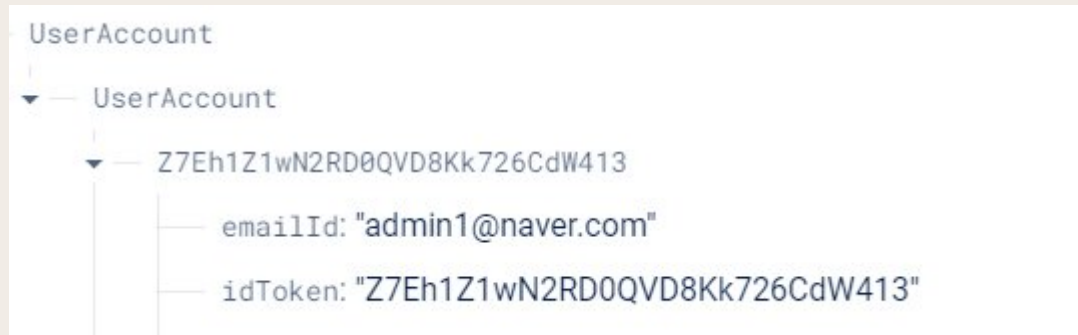 UserAccount
UserAccount
Z7Eh1Z1wN2RD0QVD8Kk726CdW413
emailId: "admin1@naver.com"
idToken: "Z7Eh1Z1wN2RD0QVD8Kk726CdW413"